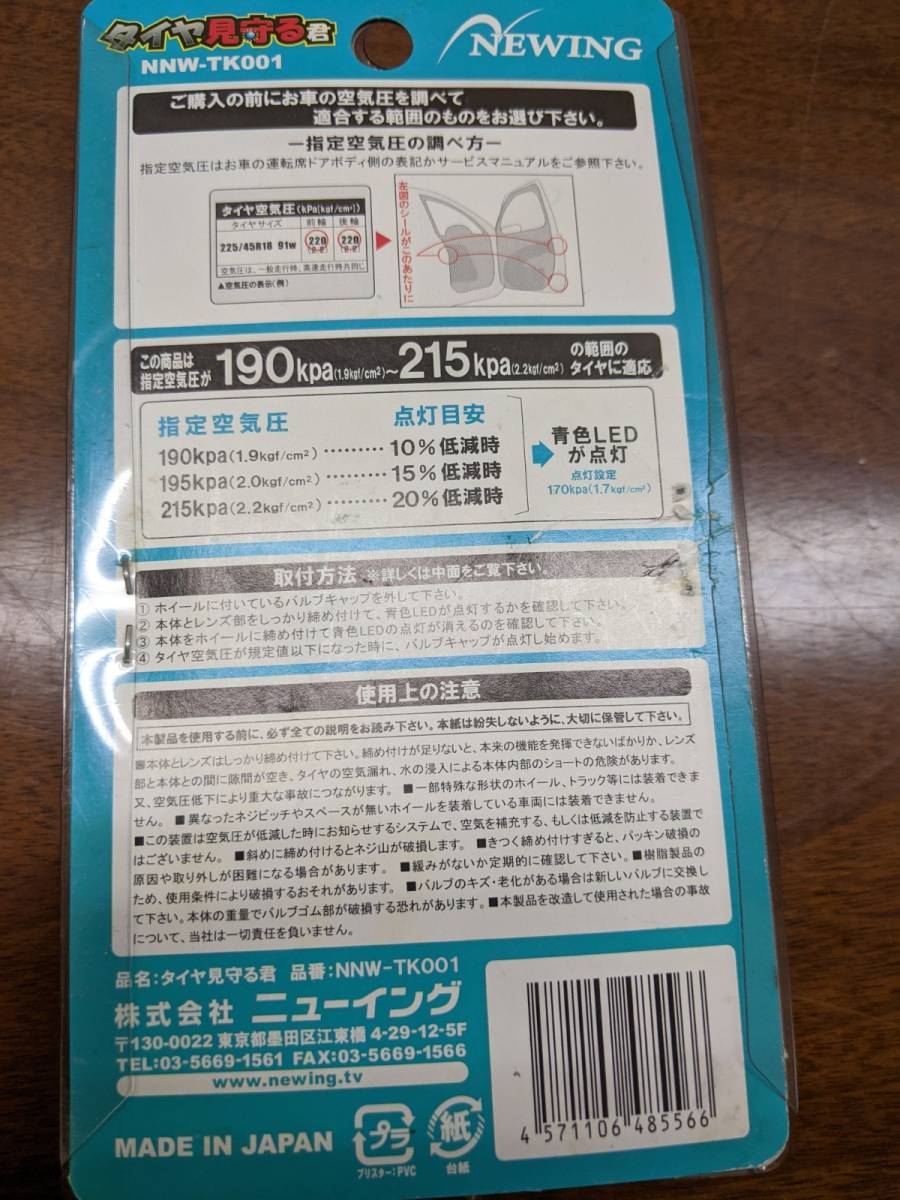 タイヤ見守る君
NNW-TK001
NEWING
ご購入の前にお車の空気圧を調べて
適合する範囲のものをお選び下さい。
ー指定空気圧の調べ方ー
指定空気圧はお車の運転席ドアボディ側の表記かサービスマニュアルをご参照下さい。
タイヤ空気圧(kPa[kgf/cm²])
タイヤサイズ 前輪 後輪
225/45R18 91w 220 220
(2.2) (2.2)
空気圧は、一般走行時、高速走行時共同じ
▲空気圧の表示(例)
左図のシールがこのあたりに
この商品は
指定空気圧が 190kpa(1.9kgf/cm²)～215kpa(2.2kgf/cm²) の範囲の
タイヤに適応
指定空気圧 点灯目安
190kpa(1.9kgf/cm²)………10%低減時
195kpa(2.0kgf/cm²)………15%低減時
215kpa(2.2kgf/cm²)………20%低減時
青色LED
が点灯
点灯設定
170kpa(1.7kgf/cm²)
取付方法 ※詳しくは中面をご覧下さい。
① ホイールに付いているバルブキャップを外して下さい。
② 本体とレンズ部をしっかり締め付けて、青色LEDが点灯するかを確認して下さい。
③ 本体をホイールに締め付けて青色LEDの点灯が消えるのを確認して下さい。
④ タイヤ空気圧が規定値以下になった時に、バルブキャップが点灯し始めます。
使用上の注意
本製品を使用する前に、必ず全ての説明をお読み下さい。本紙は紛失しないように、大切に保管して下さい。
■本体とレンズはしっかり締め付けて下さい。締め付けが足りないと、本来の機能を発揮できないばかりか、レンズ
部と本体との間に隙間が空き、タイヤの空気漏れ、水の浸入による本体内部のショートの危険があります。
又、空気圧低下により重大な事故につながります。■一部特殊な形状のホイール、トラック等には装着できま
せん。■異なったネジピッチやスペースが無いホイールを装着している車両には装着できません。
■この装置は空気圧が低減した時にお知らせするシステムで、空気を補充する、もしくは低減を防止する装置で
はございません。■斜めに締め付けるとネジ山が破損します。■きつく締め付けすぎると、パッキン破損の
原因や取り外しが困難になる場合があります。■緩みがないか定期的に確認して下さい。■樹脂製品の
ため、使用条件により破損するおそれがあります。■バルブのキズ・老化がある場合は新しいバルブに交換し
て下さい。本体の重量でバルブゴム部が破損する恐れがあります。■本製品を改造して使用された場合の事故
について、当社は一切責任を負いません。
品名:タイヤ見守る君 品番:NNW-TK001
株式会社 ニューイング
〒130-0022 東京都墨田区江東橋 4-29-12-5F
TEL:03-5669-1561 FAX:03-5669-1566
www.newing.tv
MADE IN JAPAN
プラ
ブリスター:PVC
紙
台紙
4 571106 485566